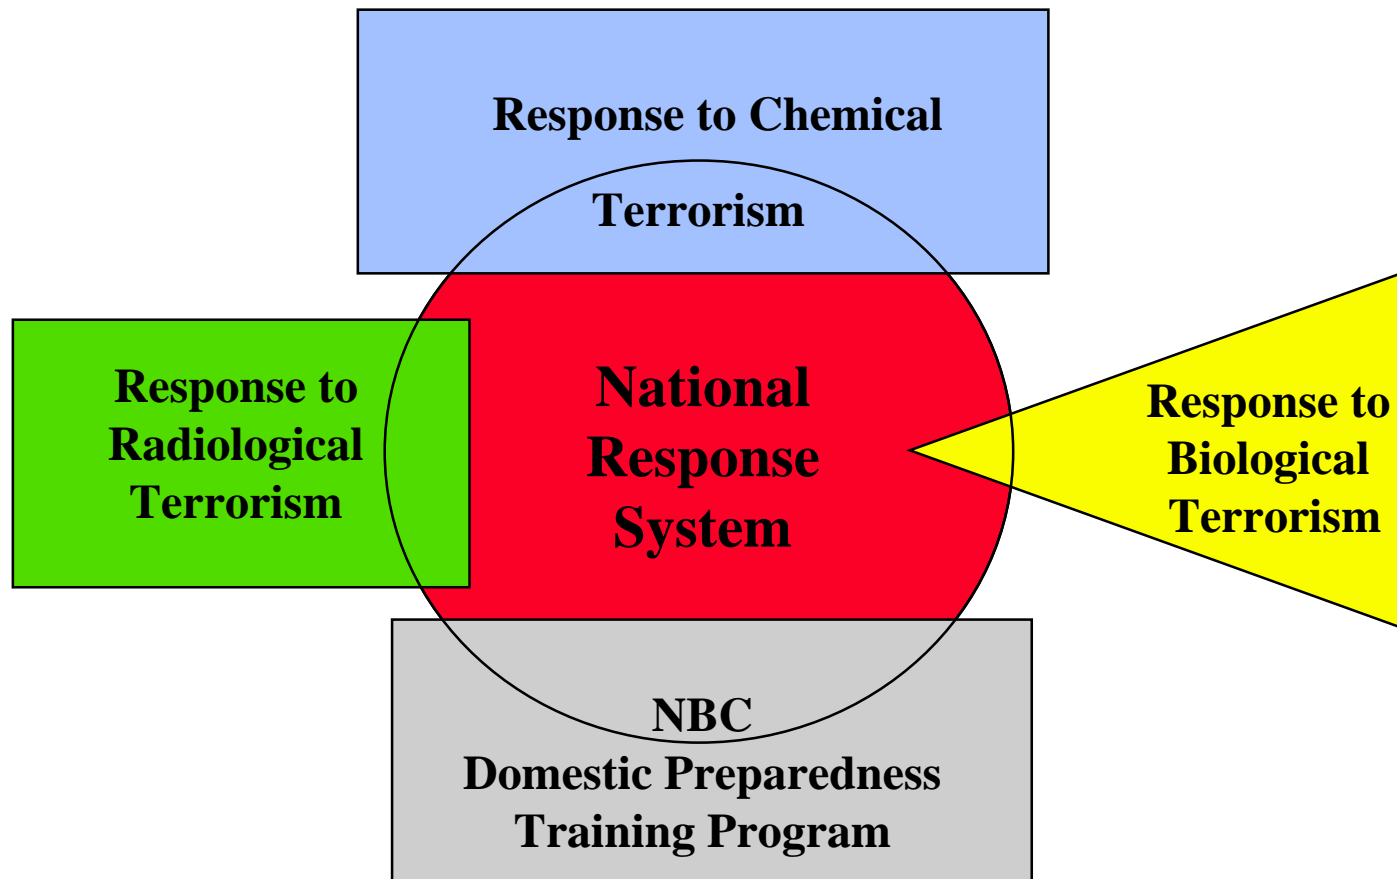 Response to Chemical
Terrorism
Response to
Radiological
Terrorism
National
Response
System
Response to
Biological
Terrorism
NBC
Domestic Preparedness
Training Program